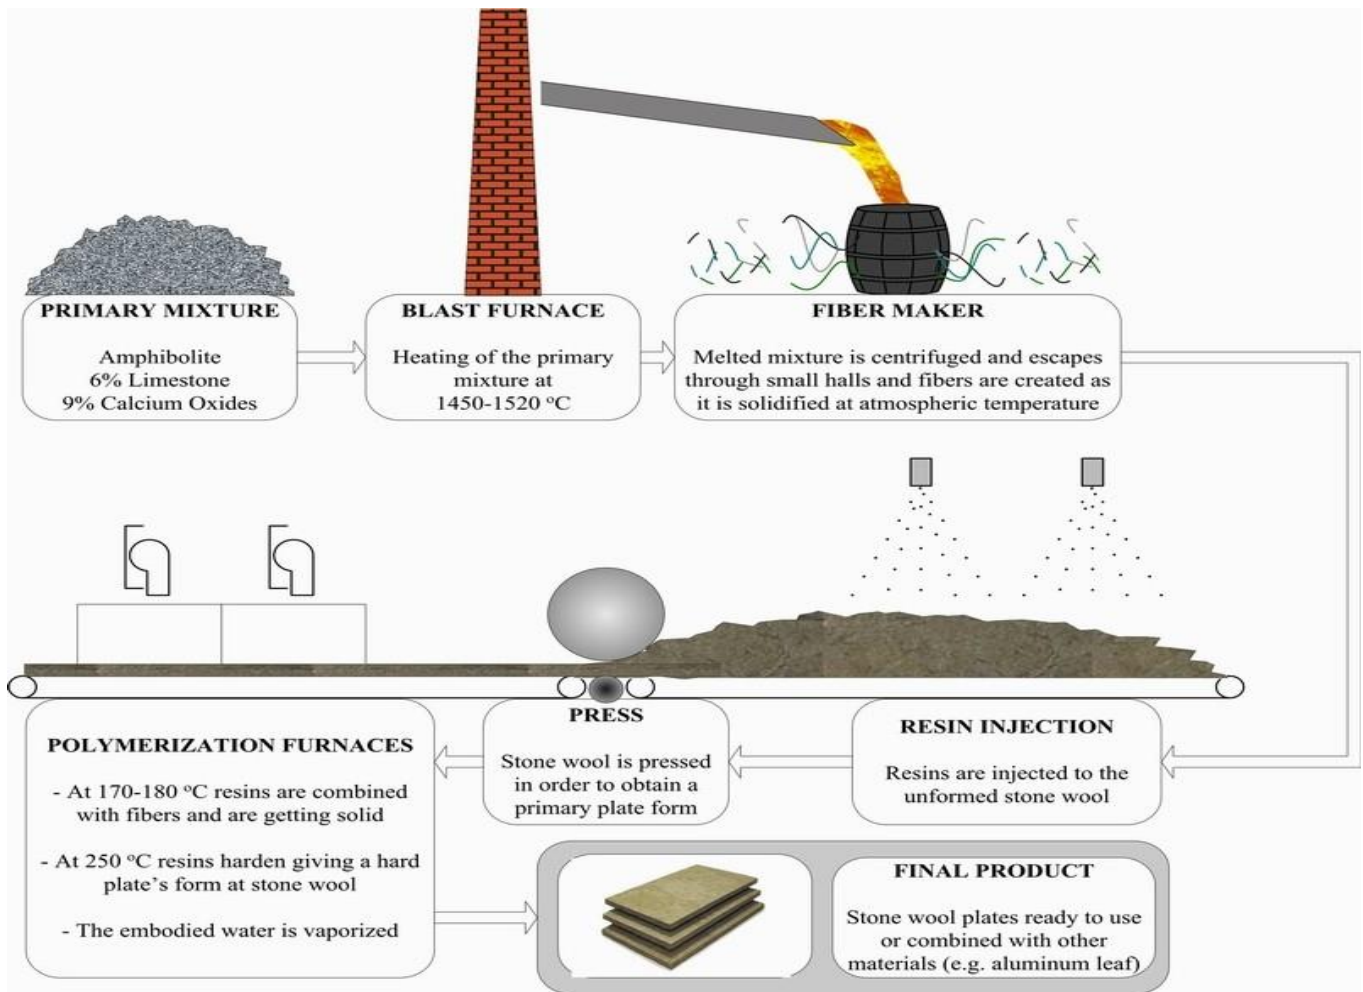 PRIMARY MIXTURE
Amphibolite
6% Limestone
9% Calcium Oxides
BLAST FURNACE
Heating of the primary
mixture at
1450-1520 °C
FIBER MAKER
Melted mixture is centrifuged and escapes
through small halls and fibers are created as
it is solidified at atmospheric temperature
RESIN INJECTION
Resins are injected to the
unformed stone wool
PRESS
Stone wool is pressed
in order to obtain a
primary plate form
POLYMERIZATION FURNACES
- At 170-180 °C resins are combined
with fibers and are getting solid
- At 250 °C resins harden giving a hard
plate's form at stone wool
- The embodied water is vaporized
FINAL PRODUCT
Stone wool plates ready to use
or combined with other
materials (e.g. aluminum leaf)